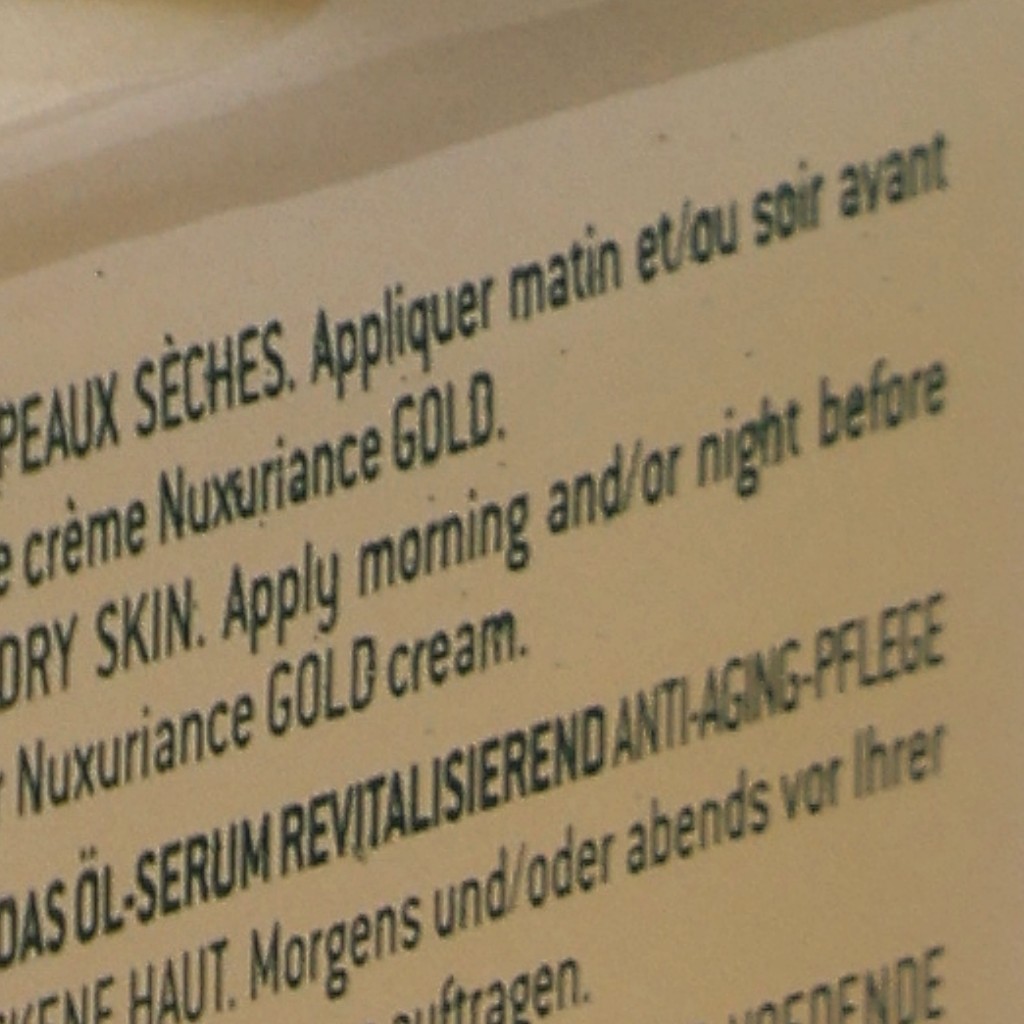 PEAUX SÈCHES. Appliquer matin et/ou soir avant
crème Nuxuriance GOLD.
DRY SKIN. Apply morning and/or night before
Nuxuriance GOLD cream.
DAS ÖL-SERUM REVITALISIEREND ANTI-AGING-PFLEGE
HAUT. Morgens und/oder abends vor Ihrer
auftragen.